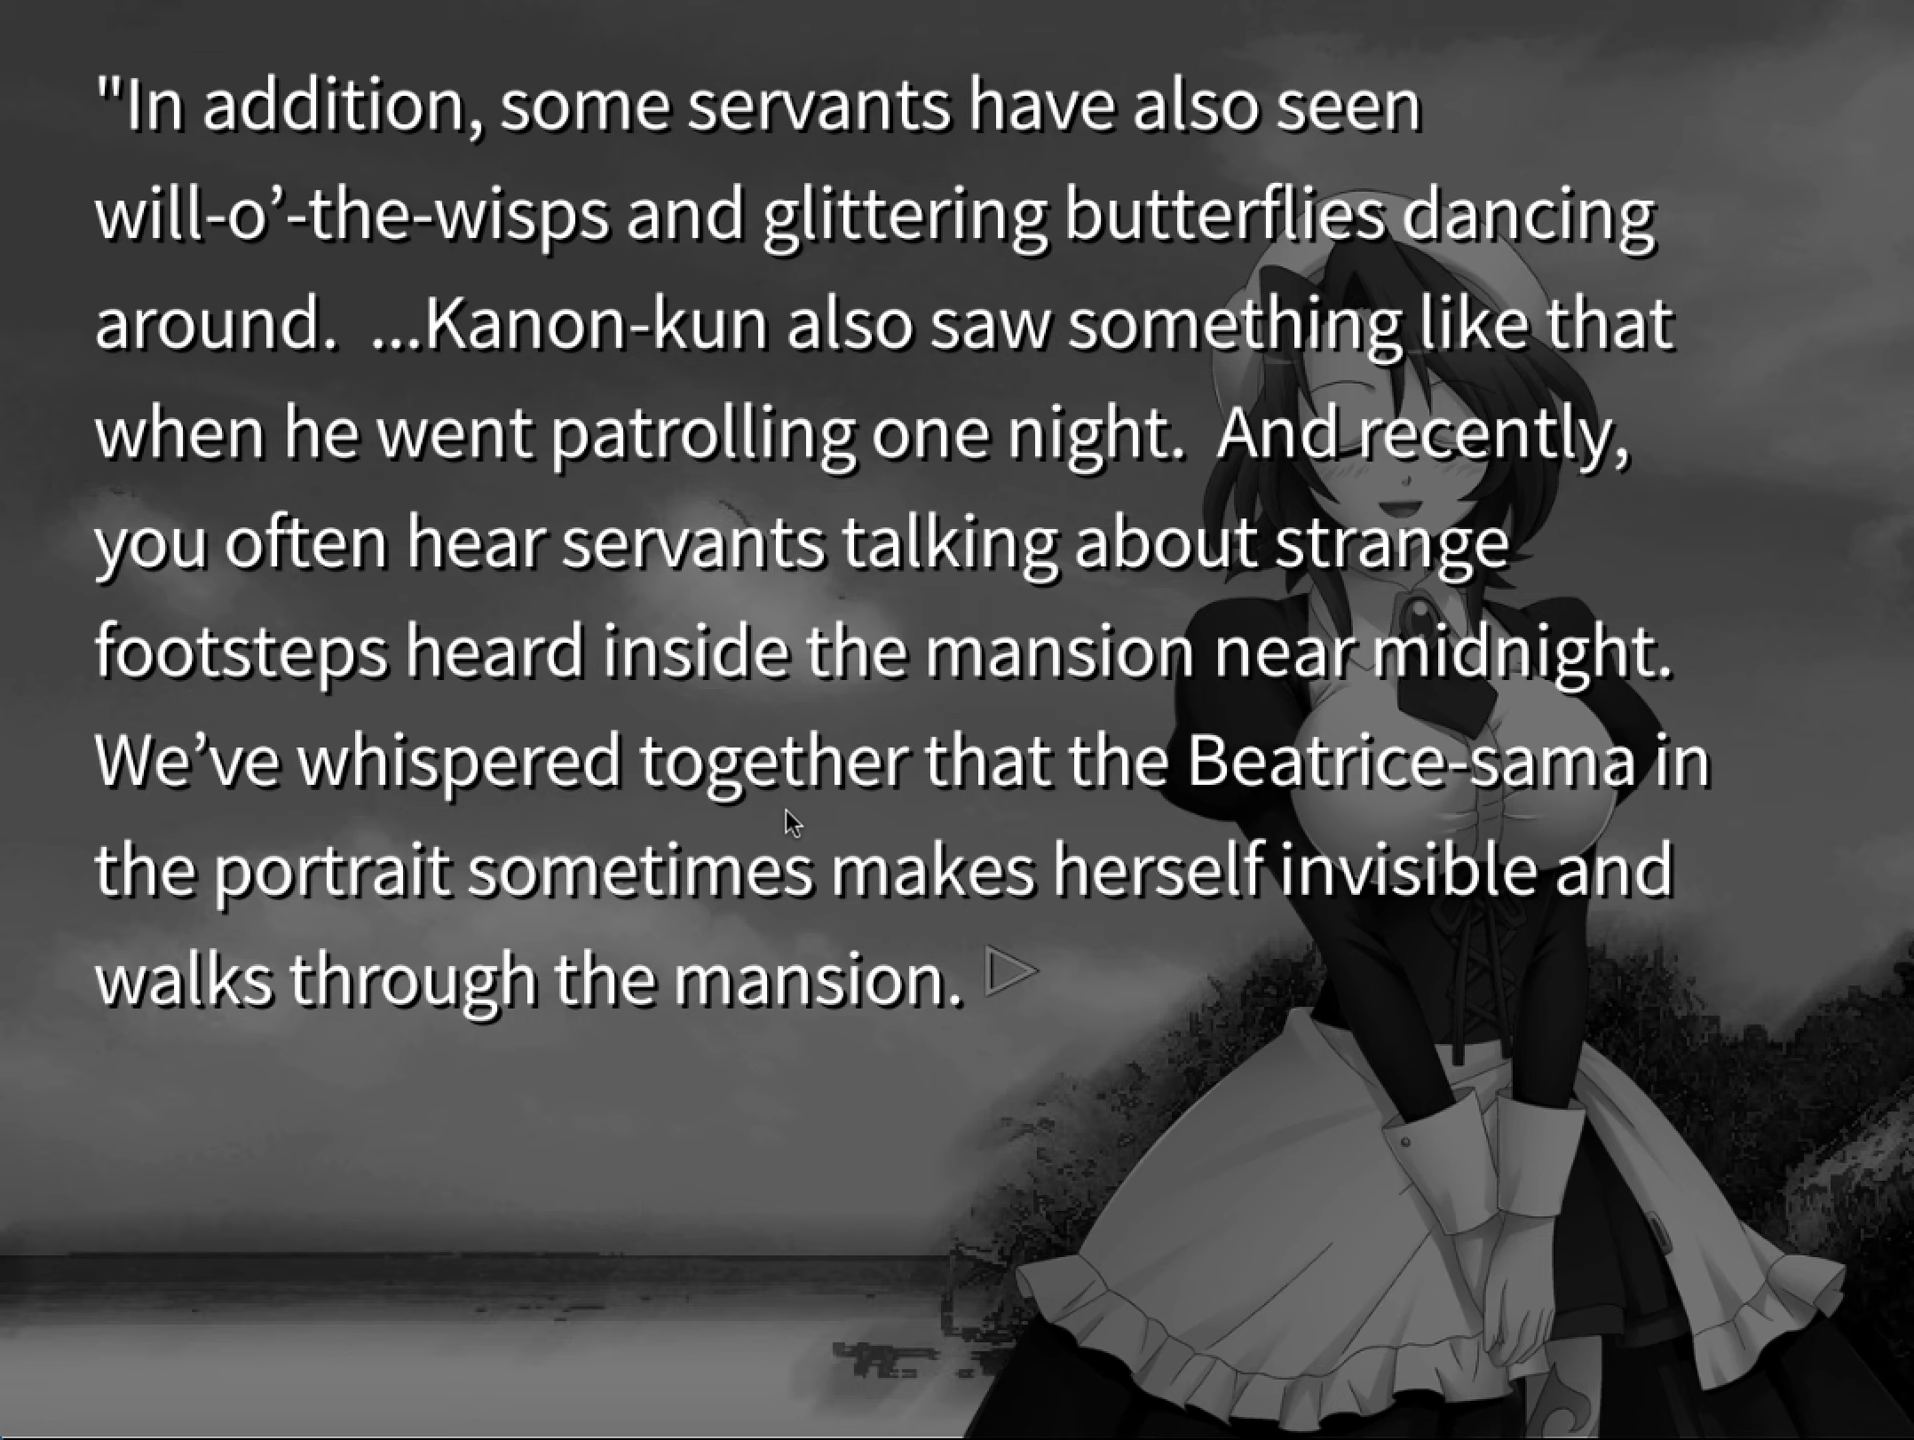 "In addition, some servants have also seen
will-o’-the-wisps and glittering butterflies dancing
around.  ...Kanon-kun also saw something like that
when he went patrolling one night.  And recently,
you often hear servants talking about strange
footsteps heard inside the mansion near midnight.
We’ve whispered together that the Beatrice-sama in
the portrait sometimes makes herself invisible and
walks through the mansion.